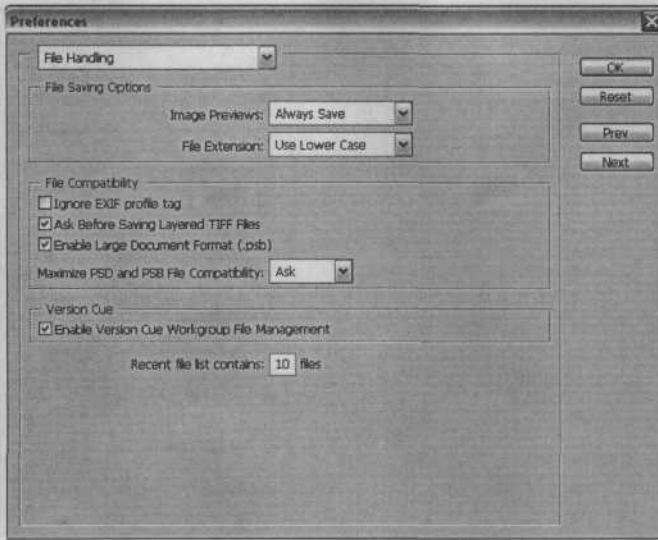 Preferences
File Handling
OK
File Saving Options
Reset
Image Previews: Always Save
Prev
File Extension: Use Lower Case
Next
File Compatibility
Ignore EXIF profile tag
Ask Before Saving Layered TIFF Files
Enable Large Document Format (.psb)
Maximize PSD and PSB File Compatibility: Ask
Version Cue
Enable Version Cue Workgroup File Management
Recent file list contains: 10 files